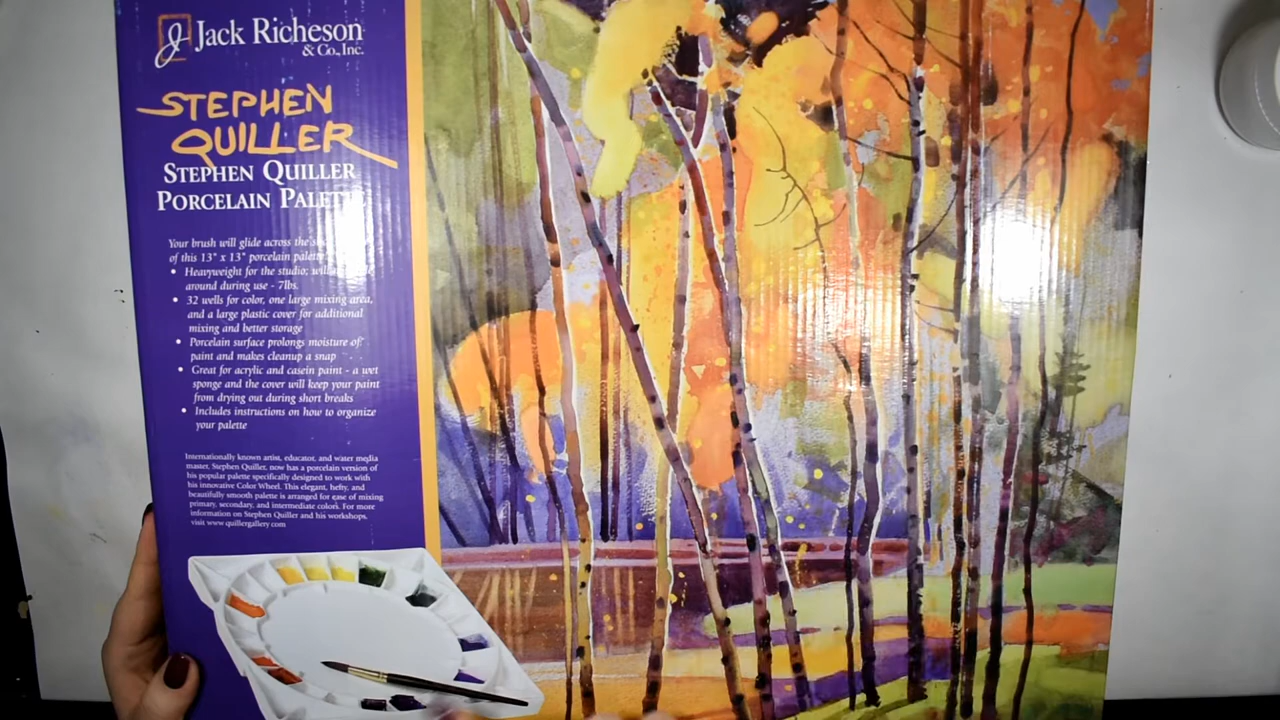 Jack Richeson
& Co., Inc.
STEPHEN
QUILLER
STEPHEN QUILLER
PORCELAIN
Your brush will glide across the
of this 13" x 13" porcelain palette
• Heavyweight for the studio;
around during use - 7lbs.
• 32 wells for color, one large mixing area,
and a large plastic cover for additional
mixing and better storage
• Porcelain surface prolongs moisture of
paint and makes cleanup a snap
• Great for acrylic and casein paint - a wet
sponge and the cover will keep your paint
from drying out during short breaks
• Includes instructions on how to organize
your palette
Internationally known artist, educator, and water media
master, Stephen Quiller, now has a porcelain version of
his popular palette specifically designed to work with
his innovative Color Wheel. This elegant, hefty, and
beautifully smooth palette is arranged for ease of mixing
primary, secondary, and intermediate colors. For more
information on Stephen Quiller and his workshops,
visit www.quillergallery.com